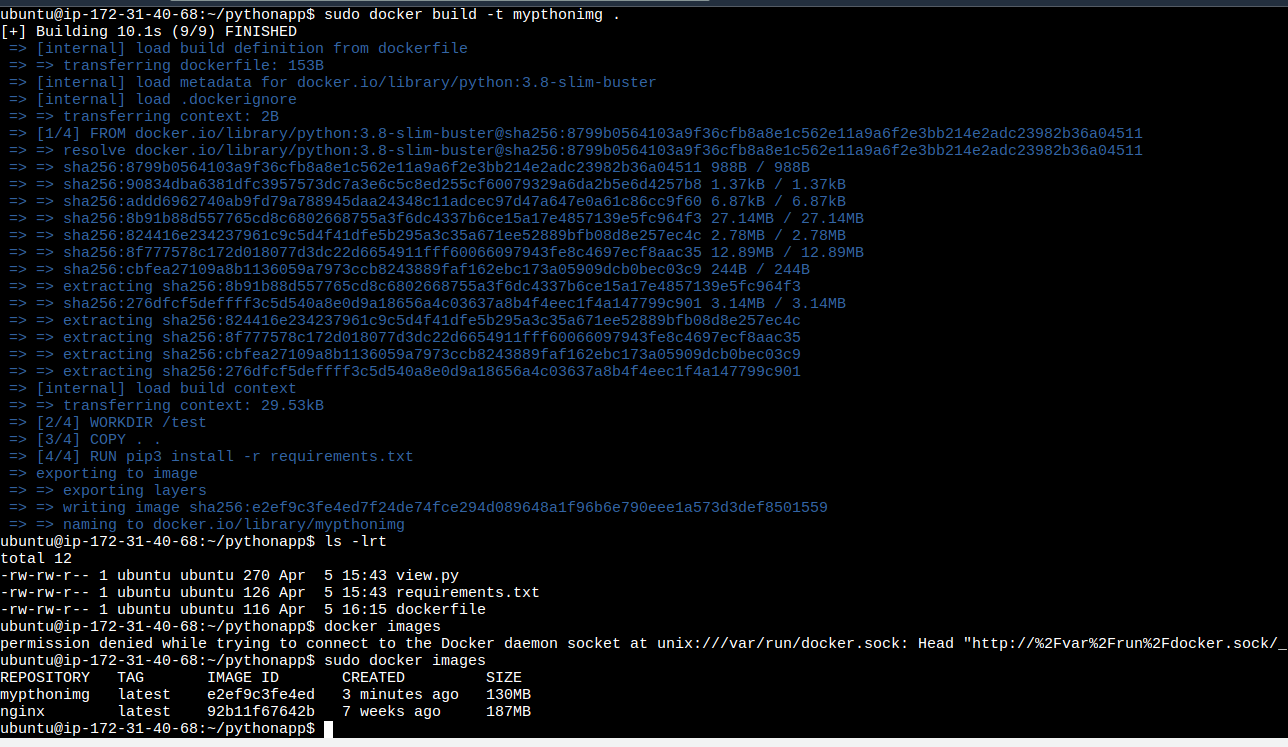 ubuntu@ip-172-31-40-68:~/pythonapp$ sudo docker build -t mypthonimg .
[+] Building 10.1s (9/9) FINISHED
 => [internal] load build definition from dockerfile
 => => transferring dockerfile: 153B
 => [internal] load metadata for docker.io/library/python:3.8-slim-buster
 => [internal] load .dockerignore
 => => transferring context: 2B
 => [1/4] FROM docker.io/library/python:3.8-slim-buster@sha256:8799b0564103a9f36cfb8a8e1c562e11a9a6f2e3bb214e2adc23982b36a04511
 => => resolve docker.io/library/python:3.8-slim-buster@sha256:8799b0564103a9f36cfb8a8e1c562e11a9a6f2e3bb214e2adc23982b36a04511
 => => sha256:8799b0564103a9f36cfb8a8e1c562e11a9a6f2e3bb214e2adc23982b36a04511 988B / 988B
 => => sha256:90834dba6381dfc3957573dc7a3e6c5c8ed255cf60079329a6da2b5e6d4257b8 1.37kB / 1.37kB
 => => sha256:addd6962740ab9fd79a788945daa24348c11adcec97d47a647e0a61c86cc9f60 6.87kB / 6.87kB
 => => sha256:8b91b88d557765cd8c6802668755a3f6dc4337b6ce15a17e4857139e5fc964f3 27.14MB / 27.14MB
 => => sha256:824416e234237961c9c5d4f41dfe5b295a3c35a671ee52889bfb08d8e257ec4c 2.78MB / 2.78MB
 => => sha256:8f777578c172d018077d3dc22d6654911fff60066097943fe8c4697ecf8aac35 12.89MB / 12.89MB
 => => sha256:cbfea27109a8b1136059a7973ccb8243889faf162ebc173a05909dcb0bec03c9 244B / 244B
 => => extracting sha256:8b91b88d557765cd8c6802668755a3f6dc4337b6ce15a17e4857139e5fc964f3
 => => sha256:276dfcf5deffff3c5d540a8e0d9a18656a4c03637a8b4f4eec1f4a147799c901 3.14MB / 3.14MB
 => => extracting sha256:824416e234237961c9c5d4f41dfe5b295a3c35a671ee52889bfb08d8e257ec4c
 => => extracting sha256:8f777578c172d018077d3dc22d6654911fff60066097943fe8c4697ecf8aac35
 => => extracting sha256:cbfea27109a8b1136059a7973ccb8243889faf162ebc173a05909dcb0bec03c9
 => => extracting sha256:276dfcf5deffff3c5d540a8e0d9a18656a4c03637a8b4f4eec1f4a147799c901
 => [internal] load build context
 => => transferring context: 29.53kB
 => [2/4] WORKDIR /test
 => [3/4] COPY . .
 => [4/4] RUN pip3 install -r requirements.txt
 => exporting to image
 => => exporting layers
 => => writing image sha256:e2ef9c3fe4ed7f24de74fce294d089648a1f96b6e790eee1a573d3def8501559
 => => naming to docker.io/library/mypthonimg
ubuntu@ip-172-31-40-68:~/pythonapp$ ls -lrt
total 12
-rw-rw-r-- 1 ubuntu ubuntu 270 Apr  5 15:43 view.py
-rw-rw-r-- 1 ubuntu ubuntu 126 Apr  5 15:43 requirements.txt
-rw-rw-r-- 1 ubuntu ubuntu 116 Apr  5 16:15 dockerfile
ubuntu@ip-172-31-40-68:~/pythonapp$ docker images
permission denied while trying to connect to the Docker daemon socket at unix:///var/run/docker.sock: Head "http://%2Fvar%2Frun%2Fdocker.sock/_
ubuntu@ip-172-31-40-68:~/pythonapp$ sudo docker images
REPOSITORY   TAG       IMAGE ID       CREATED         SIZE
mypthonimg   latest    e2ef9c3fe4ed   3 minutes ago   130MB
nginx        latest    92b11f67642b   7 weeks ago     187MB
ubuntu@ip-172-31-40-68:~/pythonapp$